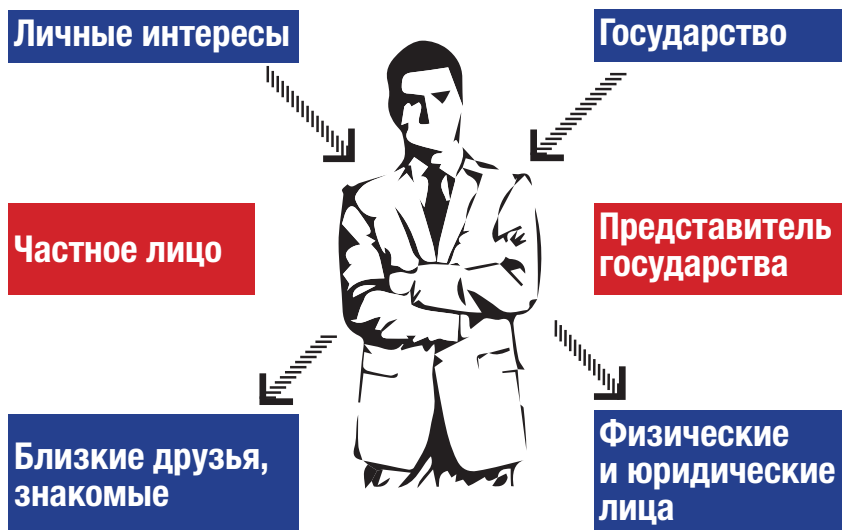 Личные интересы
Государство
Частное лицо
Представитель
государства
Близкие друзья,
знакомые
Физические
и юридические
лица